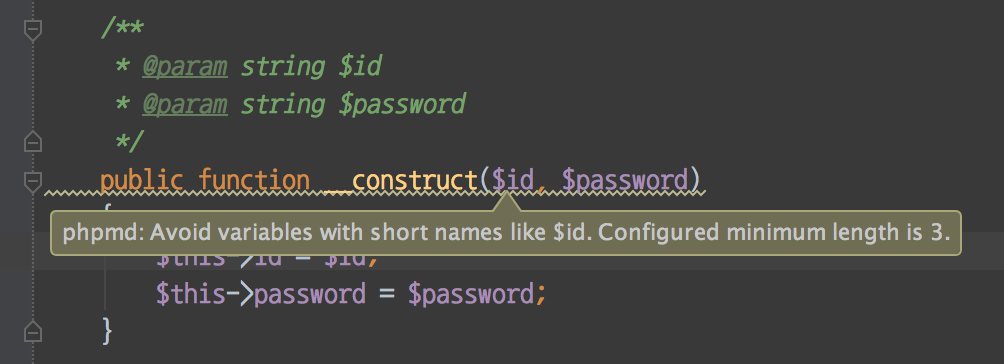 /**
* @param string $id
* @param string $password
*/
public function __construct($id, $password)
{
phpmd: Avoid variables with short names like $id. Configured minimum length is 3.
$this->id = $id;
$this->password = $password;
}